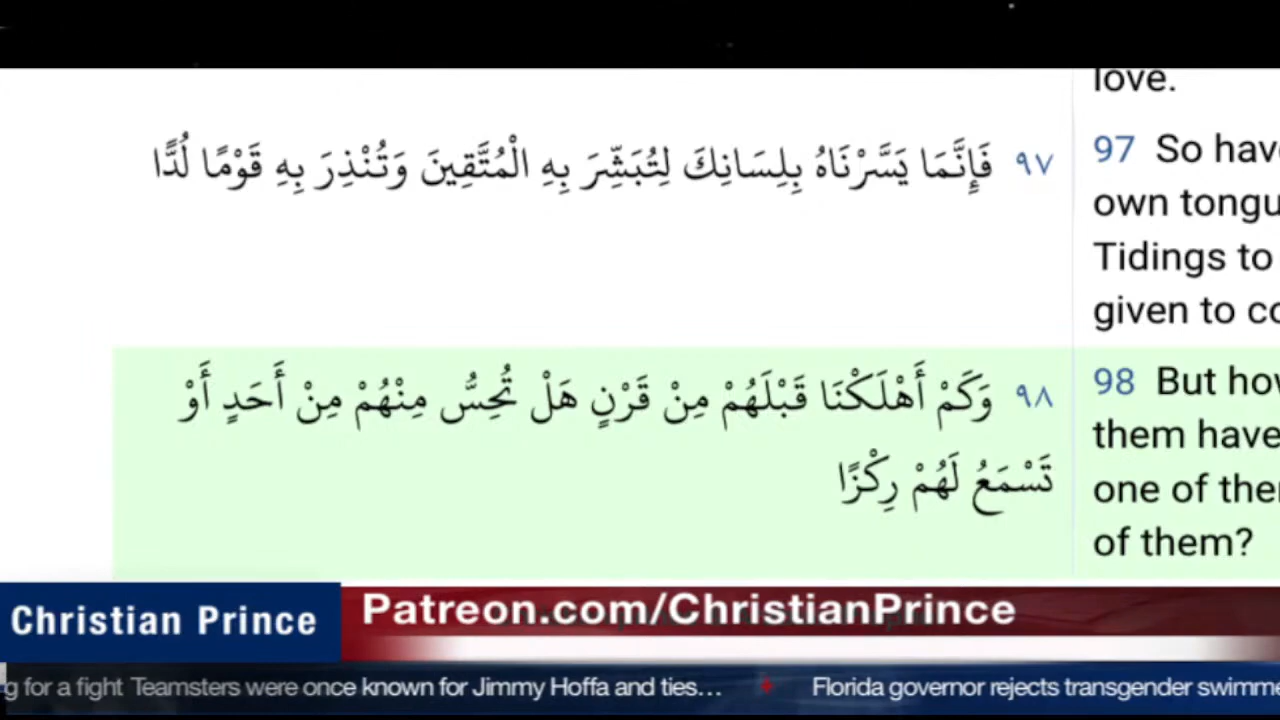 love.
٩٧ فَإِنَّمَا يَسَّرْنَاهُ بِلِسَانِكَ لِتُبَشِّرَ بِهِ الْمُتَّقِينَ وَتُنْذِرَ بِهِ قَوْمًا لُدًّا
97 So have
own tongu
Tidings to
given to co
٩٨ وَكَمْ أَهْلَكْنَا قَبْلَهُمْ مِنْ قَرْنٍ هَلْ تُحِسُّ مِنْهُمْ مِنْ أَحَدٍ أَوْ
تَسْمَعُ لَهُمْ رِكْزًا
98 But how
them have
one of the
of them?
Christian Prince
Patreon.com/ChristianPrince
g for a fight Teamsters were once known for Jimmy Hoffa and ties… Florida governor rejects transgender swimme